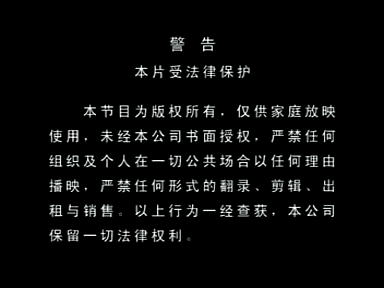 警 告
本片受法律保护
本节目为版权所有，仅供家庭放映
使用，未经本公司书面授权，严禁任何
组织及个人在一切公共场合以任何理由
播映，严禁任何形式的翻录、剪辑、出
租与销售。以上行为一经查获，本公司
保留一切法律权利。